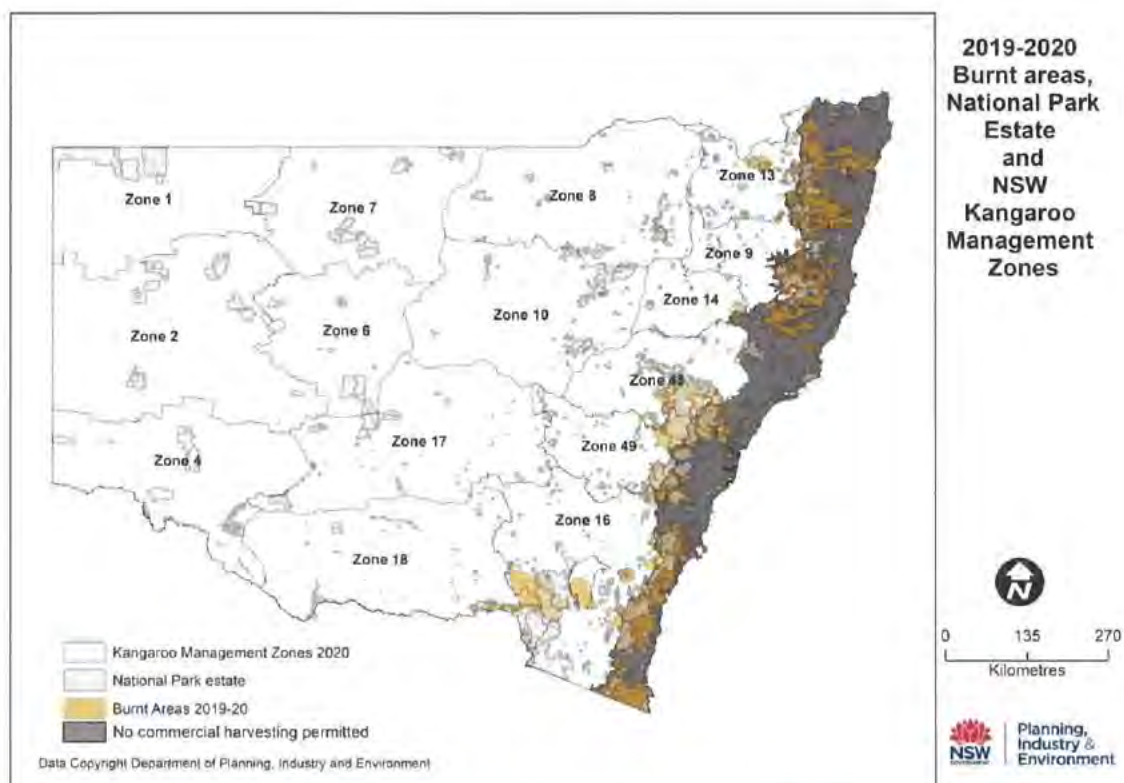 2019-2020
Burnt areas,
National Park
Estate
and
NSW
Kangaroo
Management
Zones
Zone 1
Zone 7
Zone 8
Zone 13
Zone 9
Zone 14
Zone 2
Zone 6
Zone 10
Zone 48
Zone 4
Zone 17
Zone 49
Zone 16
Zone 18
Kangaroo Management Zones 2020
National Park estate
Burnt Areas 2019-20
No commercial harvesting permitted
Data Copyright Department of Planning, Industry and Environment
N
0 135 270
Kilometres
NSW
GOVERNMENT
Planning,
Industry &
Environment